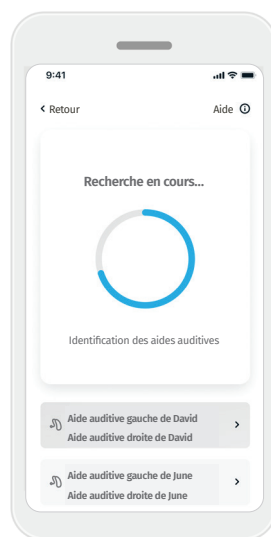 9:41
Retour
Aide
Recherche en cours...
Identification des aides auditives
Aide auditive gauche de David
Aide auditive droite de David
Aide auditive gauche de June
Aide auditive droite de June